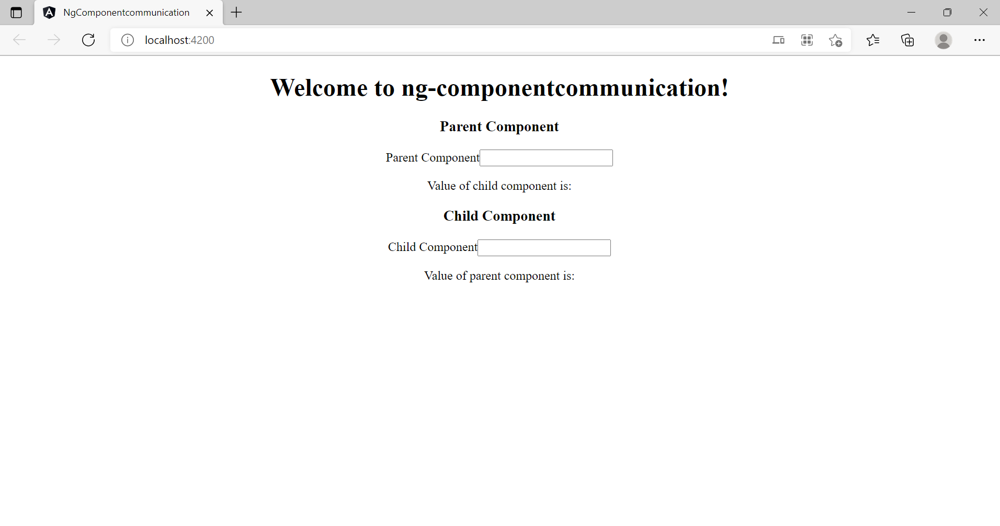 NgComponentcommunication
localhost:4200
Welcome to ng-componentcommunication!
Parent Component
Parent Component
Value of child component is:
Child Component
Child Component
Value of parent component is: